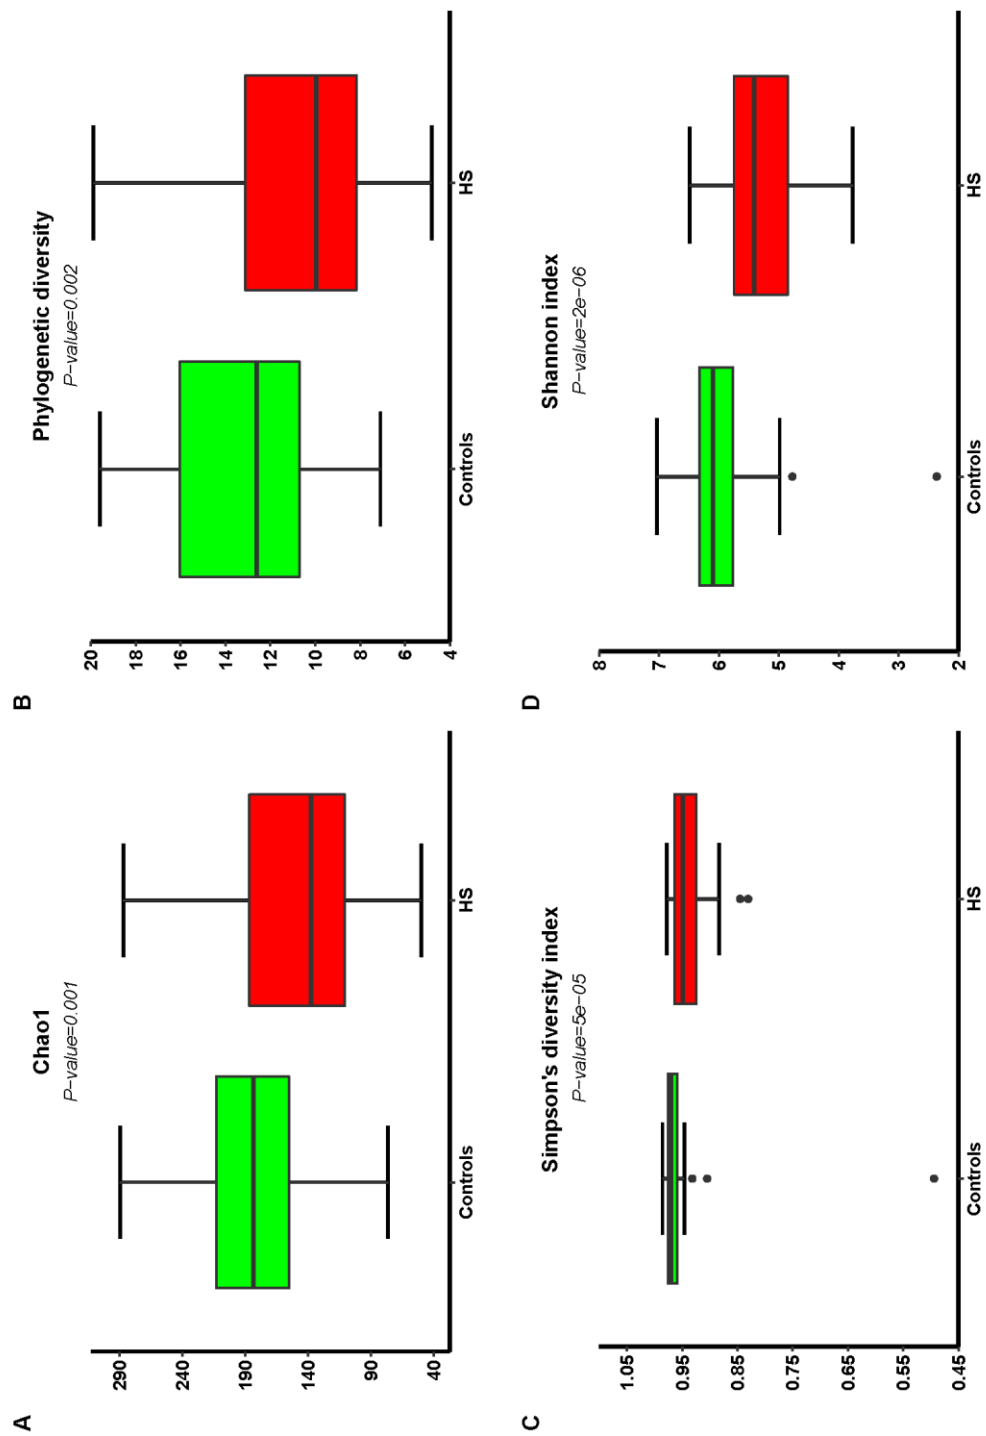 A
Chao1
P-value=0.001
290
240
190
140
90
40
Controls
HS
B
Phylogenetic diversity
P-value=0.002
20
18
16
14
12
10
8
6
4
Controls
HS
C
Simpson's diversity index
P-value=5e-05
1.05
0.95
0.85
0.75
0.65
0.55
0.45
Controls
HS
D
Shannon index
P-value=2e-06
8
7
6
5
4
3
2
Controls
HS